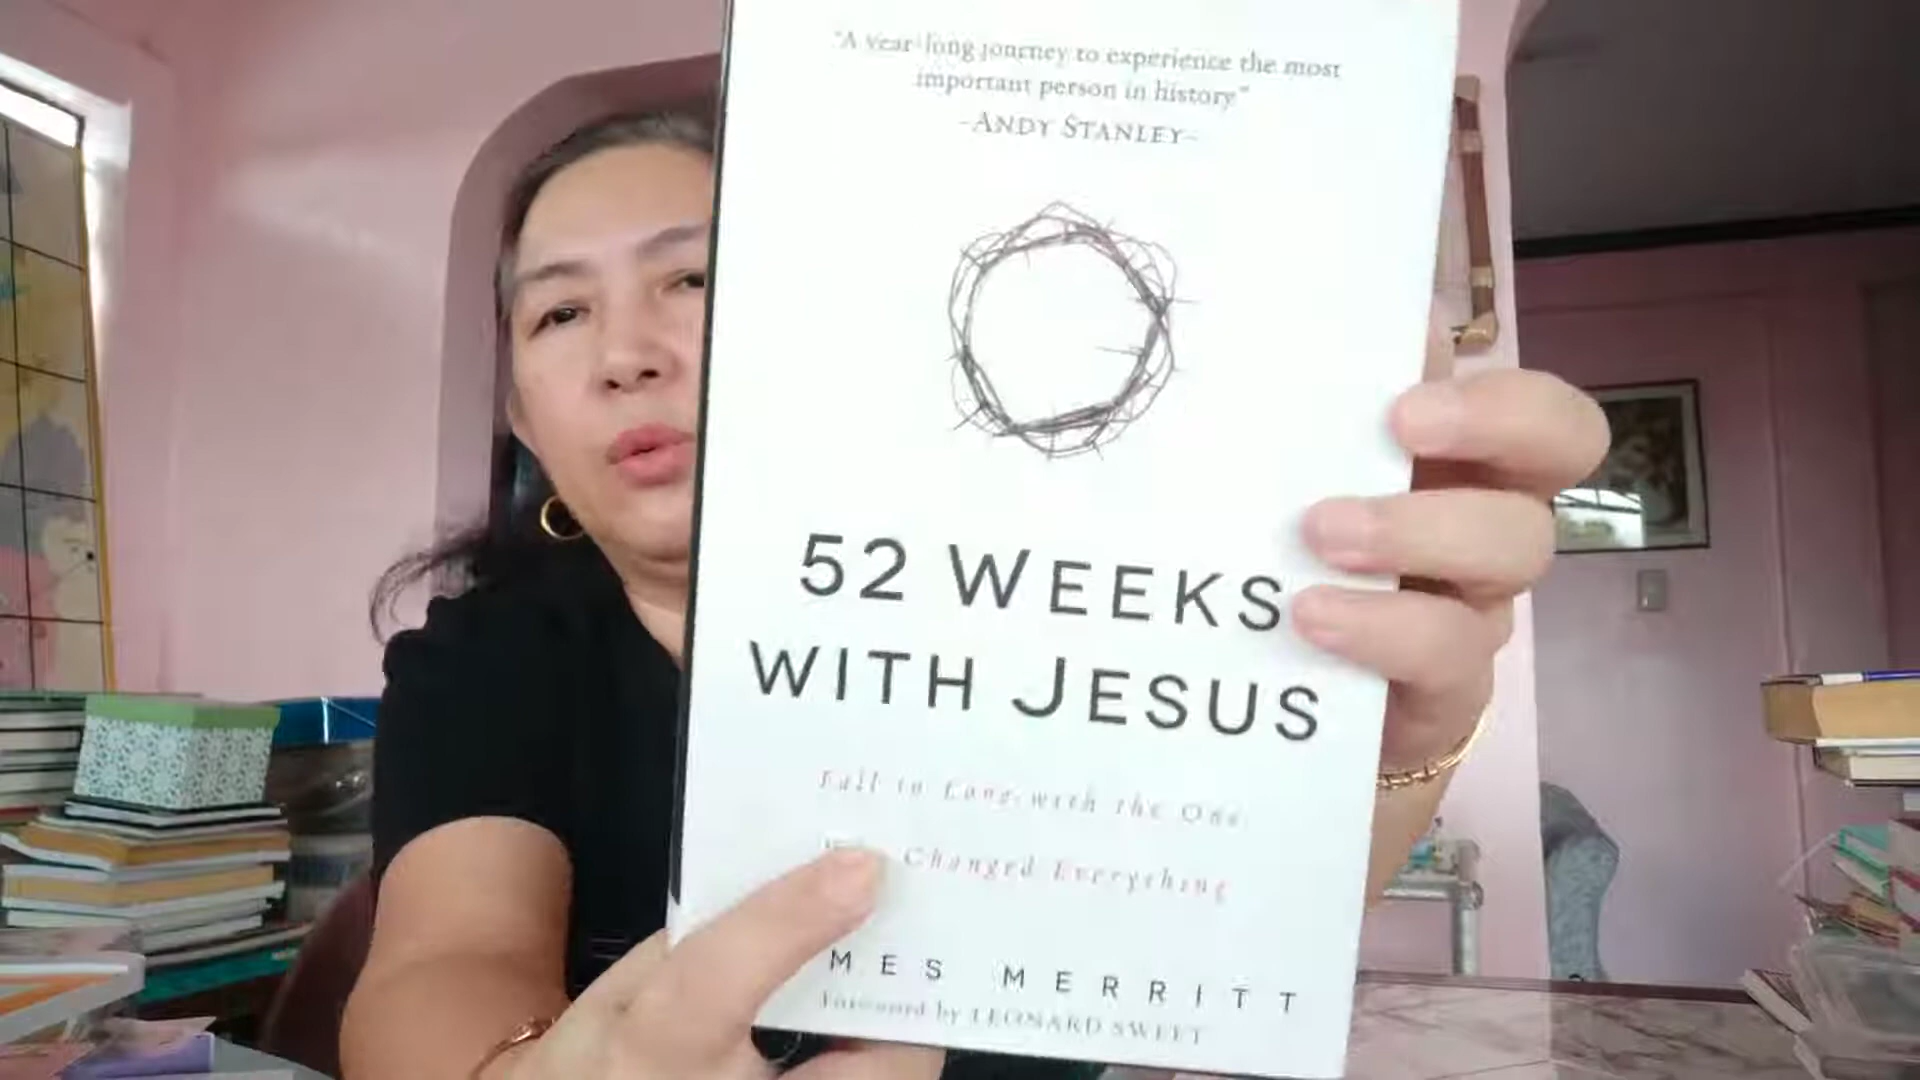 "A year-long journey to experience the most
important person in history"
-ANDY STANLEY-
52 WEEKS
WITH JESUS
Fall in Love with the One
Changed Everything
MES MERRITT
Foreword by LEONARD SWEET